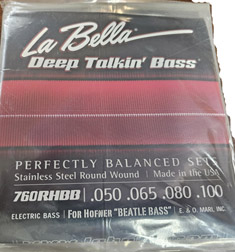 La Bella
Deep Talkin' Bass
PERFECTLY BALANCED SETS
Stainless Steel Round Wound | Made in the USA
760RHBB .050 .065 .080 .100
ELECTRIC BASS | FOR HOFNER "BEATLE BASS" | E. & O. MARI, INC.